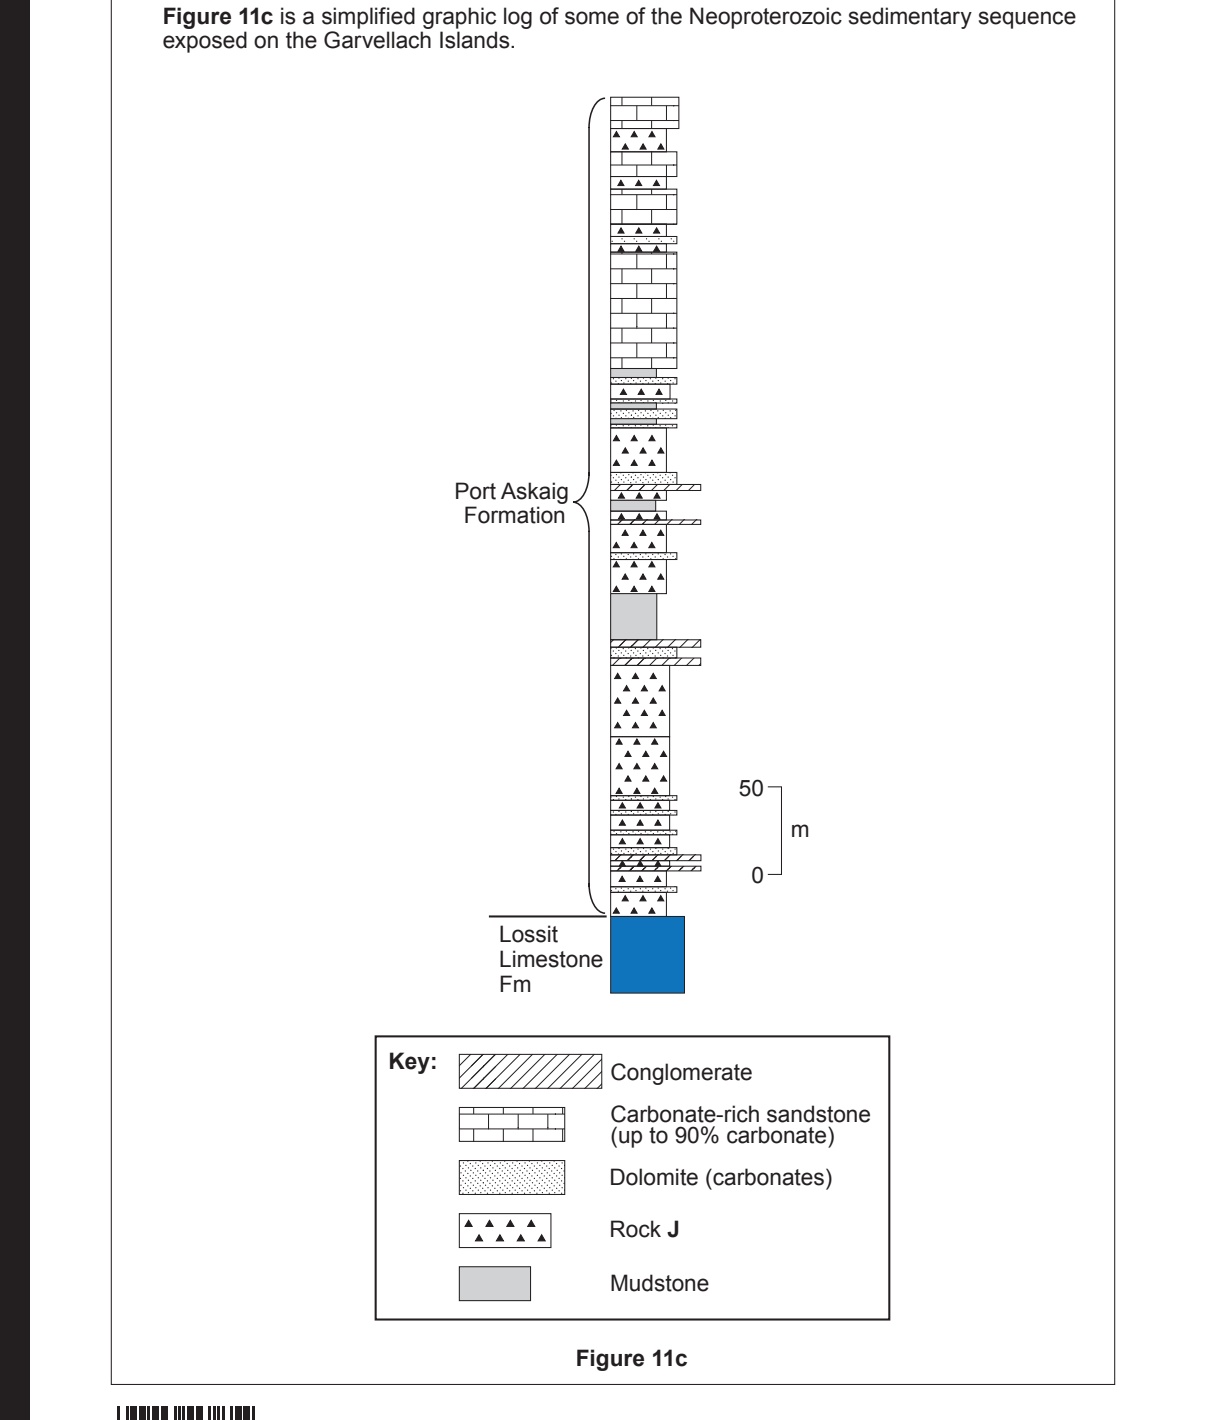 Figure 11c is a simplified graphic log of some of the Neoproterozoic sedimentary sequence
exposed on the Garvellach Islands.
Port Askaig
Formation
50
m
0
Lossit
Limestone
Fm
Key:
Conglomerate
Carbonate-rich sandstone
(up to 90% carbonate)
Dolomite (carbonates)
Rock J
Mudstone
Figure 11c